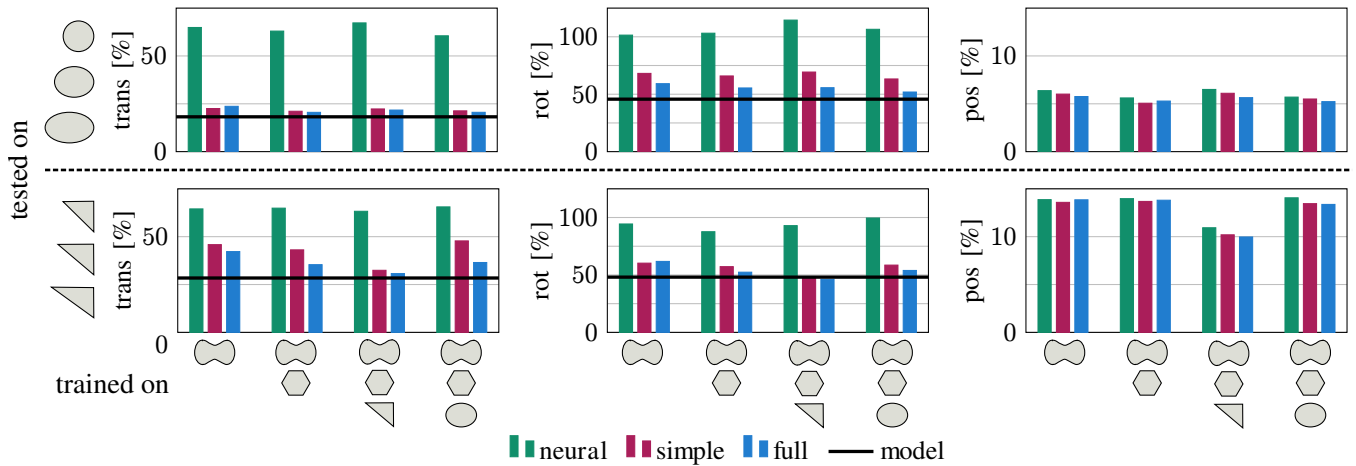 tested on
trans [%]
50
0
rot [%]
100
50
0
pos [%]
10
0
trans [%]
50
0
rot [%]
100
50
0
pos [%]
10
0
trained on
neural simple full model